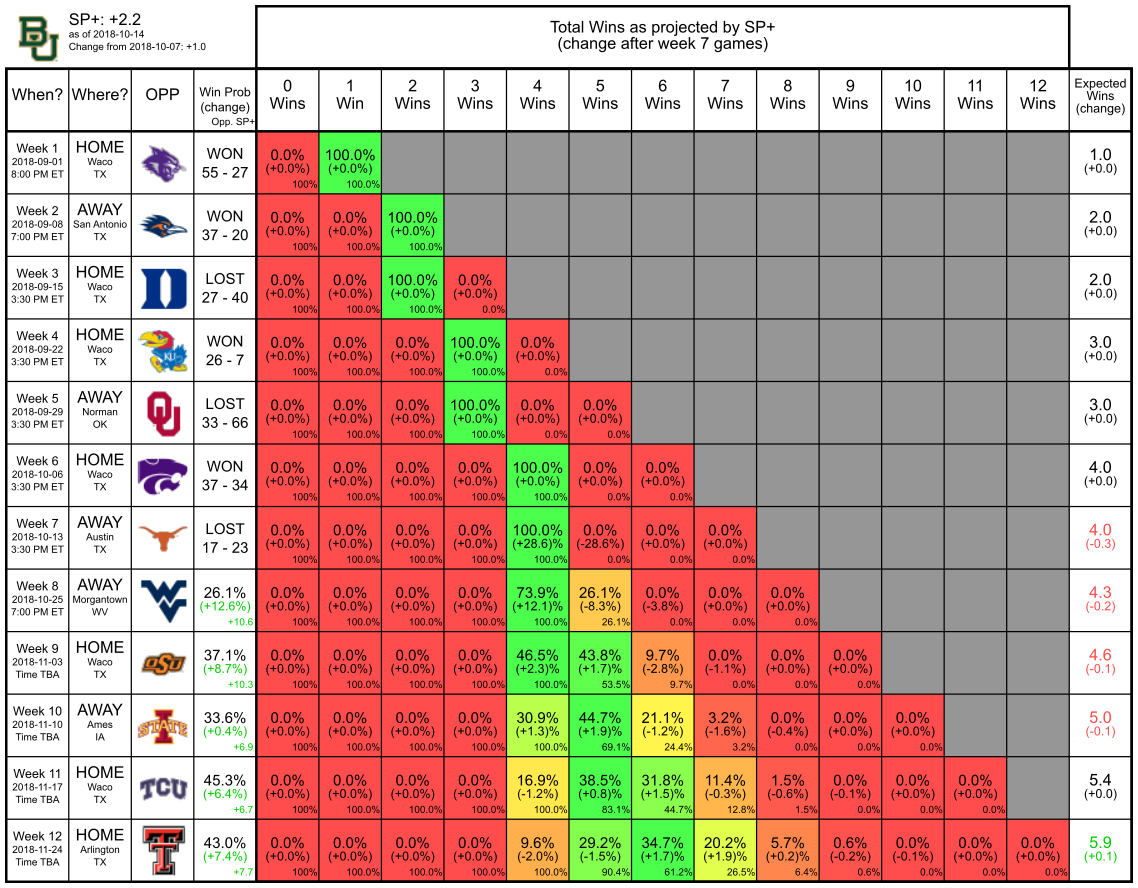 BU
SP+: +2.2
as of 2018-10-14
Change from 2018-10-07: +1.0
Total Wins as projected by SP+
(change after week 7 games)
When? Where? OPP Win Prob (change) Opp. SP+ 0 Wins 1 Win 2 Wins 3 Wins 4 Wins 5 Wins 6 Wins 7 Wins 8 Wins 9 Wins 10 Wins 11 Wins 12 Wins Expected Wins (change)
Week 1 HOME WON 0.0% 100.0% 1.0
2018-09-01 Waco 55 - 27 (+0.0%) (+0.0%) (+0.0)
8:00 PM ET TX 100% 100.0%
Week 2 AWAY WON 0.0% 0.0% 100.0% 2.0
2018-09-08 San Antonio 37 - 20 (+0.0%) (+0.0%) (+0.0%) (+0.0)
7:00 PM ET TX 100% 100.0% 100.0%
Week 3 HOME D LOST 0.0% 0.0% 100.0% 0.0% 2.0
2018-09-15 Waco 27 - 40 (+0.0%) (+0.0%) (+0.0%) (+0.0%) (+0.0)
3:30 PM ET TX 100% 100.0% 100.0% 0.0%
Week 4 HOME KU WON 0.0% 0.0% 0.0% 100.0% 0.0% 3.0
2018-09-22 Waco 26 - 7 (+0.0%) (+0.0%) (+0.0%) (+0.0%) (+0.0%) (+0.0)
3:30 PM ET TX 100% 100.0% 100.0% 100.0% 0.0%
Week 5 AWAY OU LOST 0.0% 0.0% 0.0% 100.0% 0.0% 0.0% 3.0
2018-09-29 Norman 33 - 66 (+0.0%) (+0.0%) (+0.0%) (+0.0%) (+0.0%) (+0.0%) (+0.0)
3:30 PM ET OK 100% 100.0% 100.0% 100.0% 0.0% 0.0%
Week 6 HOME WON 0.0% 0.0% 0.0% 0.0% 100.0% 0.0% 0.0% 4.0
2018-10-06 Waco 37 - 34 (+0.0%) (+0.0%) (+0.0%) (+0.0%) (+0.0%) (+0.0%) (+0.0%) (+0.0)
3:30 PM ET TX 100% 100.0% 100.0% 100.0% 100.0% 0.0% 0.0%
Week 7 AWAY LOST 0.0% 0.0% 0.0% 0.0% 100.0% 0.0% 0.0% 0.0% 4.0
2018-10-13 Austin 17 - 23 (+0.0%) (+0.0%) (+0.0%) (+0.0%) (+28.6)% (-28.6%) (+0.0%) (+0.0%) (-0.3)
3:30 PM ET TX 100% 100.0% 100.0% 100.0% 100.0% 0.0% 0.0% 0.0%
Week 8 AWAY WV 26.1% 0.0% 0.0% 0.0% 0.0% 73.9% 26.1% 0.0% 0.0% 0.0% 4.3
2018-10-25 Morgantown (+12.6%) (+0.0%) (+0.0%) (+0.0%) (+0.0%) (+12.1)% (-8.3%) (-3.8%) (+0.0%) (+0.0%) (-0.2)
7:00 PM ET WV +10.6 100% 100.0% 100.0% 100.0% 100.0% 26.1% 0.0% 0.0% 0.0%
Week 9 HOME OSU 37.1% 0.0% 0.0% 0.0% 0.0% 46.5% 43.8% 9.7% 0.0% 0.0% 0.0% 4.6
2018-11-03 Waco (+8.7%) (+0.0%) (+0.0%) (+0.0%) (+0.0%) (+2.3)% (+1.7)% (-2.8%) (-1.1%) (+0.0%) (+0.0%) (-0.1)
Time TBA TX +10.3 100% 100.0% 100.0% 100.0% 100.0% 53.5% 9.7% 0.0% 0.0% 0.0%
Week 10 AWAY I STATE 33.6% 0.0% 0.0% 0.0% 0.0% 30.9% 44.7% 21.1% 3.2% 0.0% 0.0% 0.0% 5.0
2018-11-10 Ames (+0.4%) (+0.0%) (+0.0%) (+0.0%) (+0.0%) (+1.3)% (+1.9)% (-1.2%) (-1.6%) (-0.4%) (+0.0%) (+0.0%) (-0.1)
Time TBA IA +6.9 100% 100.0% 100.0% 100.0% 100.0% 69.1% 24.4% 3.2% 0.0% 0.0% 0.0%
Week 11 HOME TCU 45.3% 0.0% 0.0% 0.0% 0.0% 16.9% 38.5% 31.8% 11.4% 1.5% 0.0% 0.0% 0.0% 5.4
2018-11-17 Waco (+6.4%) (+0.0%) (+0.0%) (+0.0%) (+0.0%) (-1.2%) (+0.8)% (+1.5)% (-0.3%) (-0.6%) (-0.1%) (+0.0%) (+0.0%) (+0.0)
Time TBA TX +6.7 100% 100.0% 100.0% 100.0% 100.0% 83.1% 44.7% 12.8% 1.5% 0.0% 0.0% 0.0%
Week 12 HOME TT 43.0% 0.0% 0.0% 0.0% 0.0% 9.6% 29.2% 34.7% 20.2% 5.7% 0.6% 0.0% 0.0% 0.0% 5.9
2018-11-24 Arlington (+7.4%) (+0.0%) (+0.0%) (+0.0%) (+0.0%) (-2.0%) (-1.5%) (+1.7)% (+1.9)% (+0.2)% (-0.2%) (-0.1%) (+0.0%) (+0.0%) (+0.1)
Time TBA TX +7.7 100% 100.0% 100.0% 100.0% 100.0% 90.4% 61.2% 26.5% 6.4% 0.6% 0.0% 0.0% 0.0%